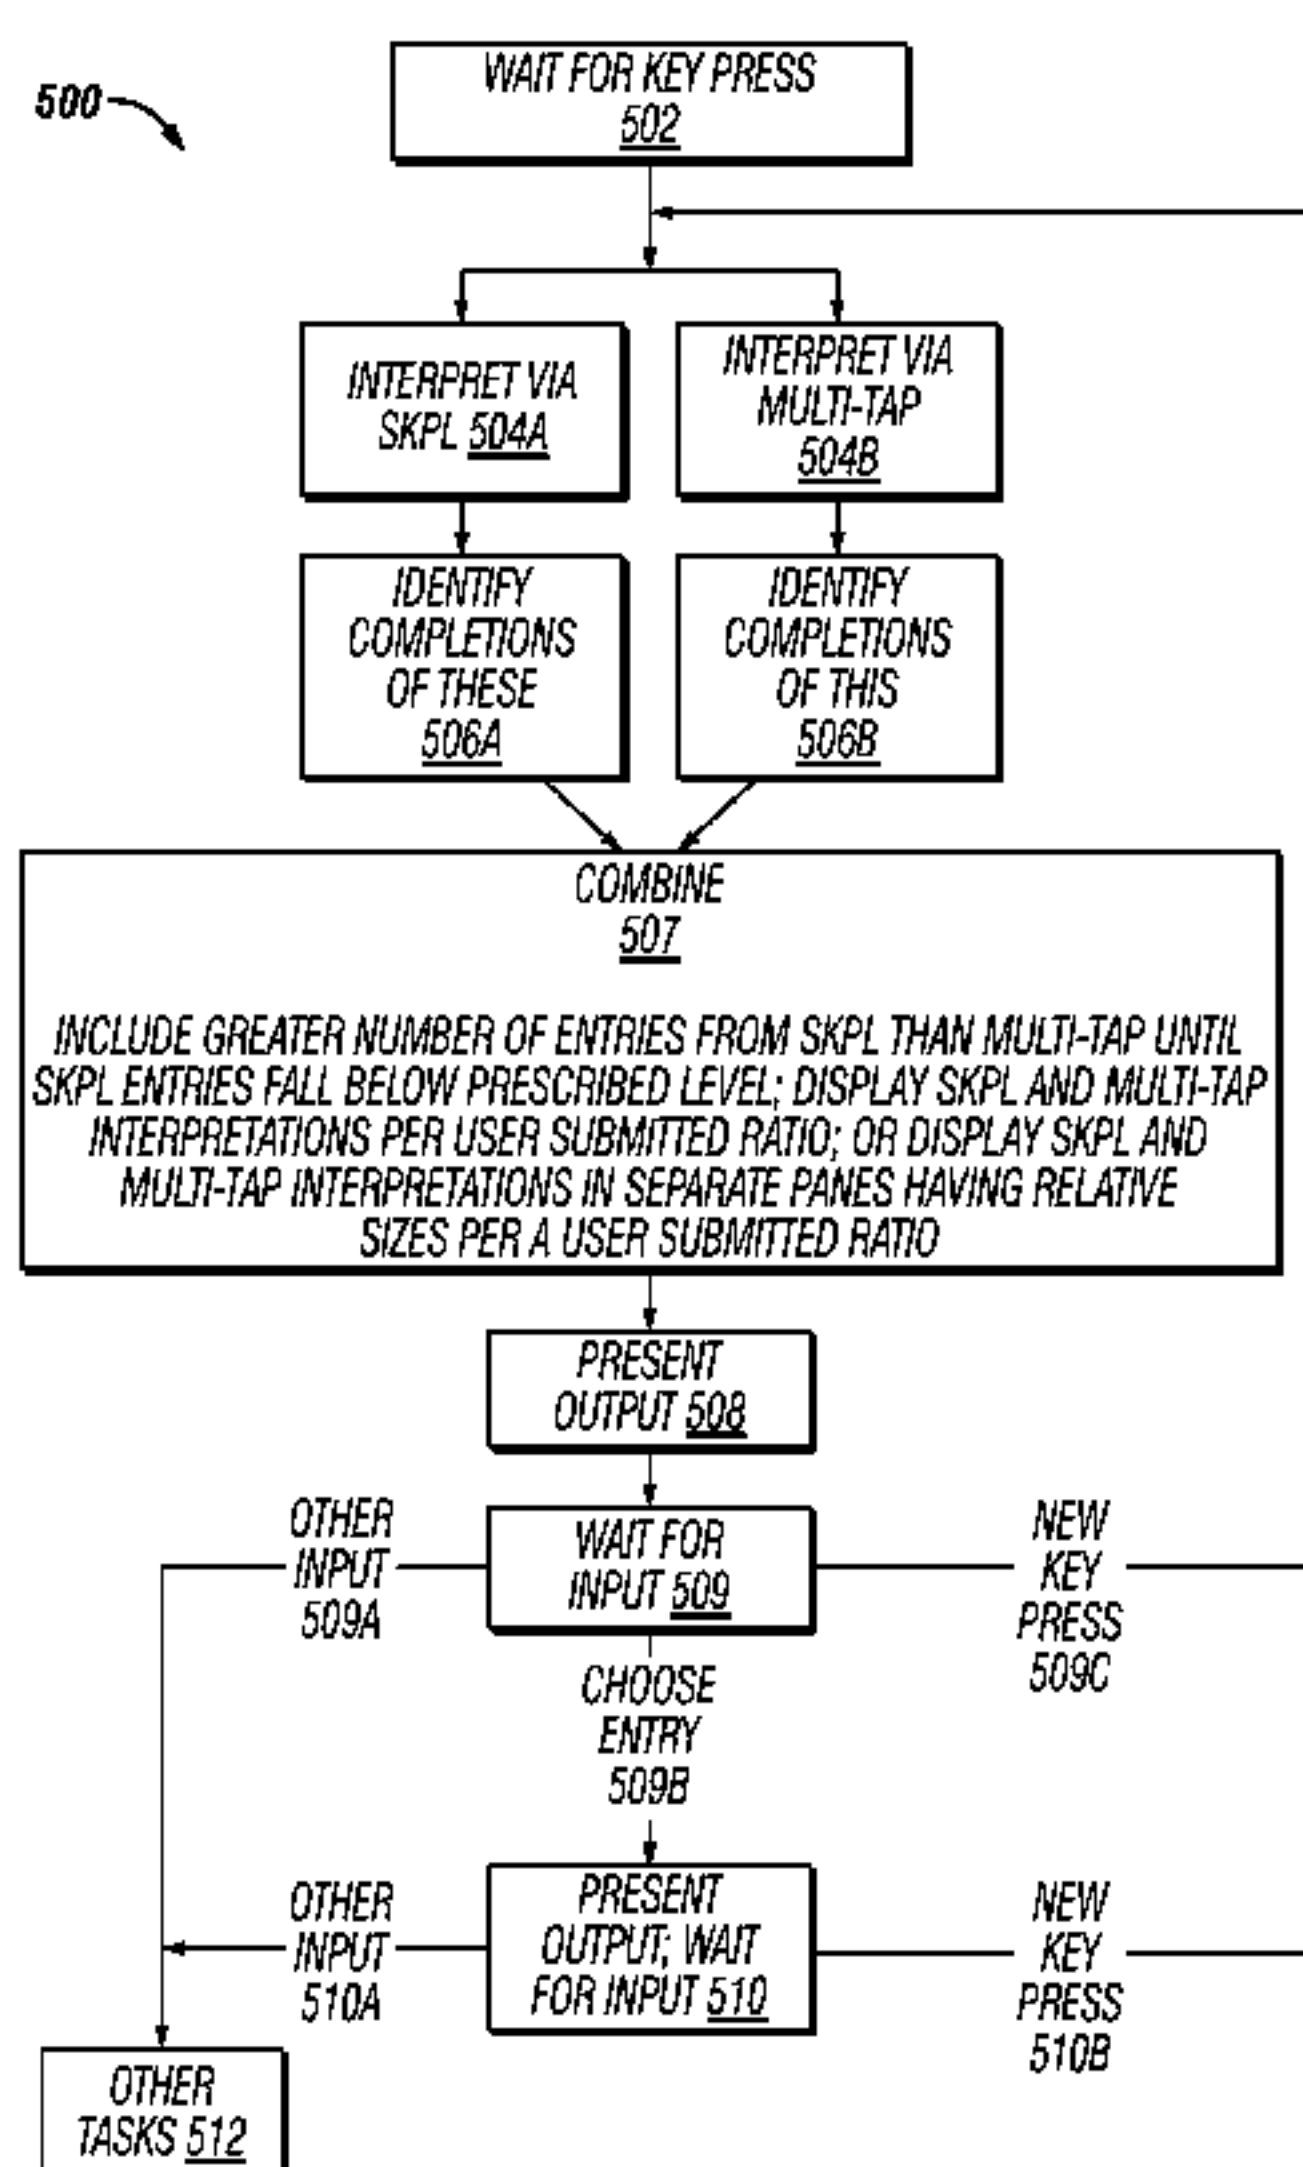 500
WAIT FOR KEY PRESS
502
INTERPRET VIA
SKPL 504A
INTERPRET VIA
MULTI-TAP
504B
IDENTIFY
COMPLETIONS
OF THESE
506A
IDENTIFY
COMPLETIONS
OF THIS
506B
COMBINE
507
INCLUDE GREATER NUMBER OF ENTRIES FROM SKPL THAN MULTI-TAP UNTIL
SKPL ENTRIES FALL BELOW PRESCRIBED LEVEL; DISPLAY SKPL AND MULTI-TAP
INTERPRETATIONS PER USER SUBMITTED RATIO; OR DISPLAY SKPL AND
MULTI-TAP INTERPRETATIONS IN SEPARATE PANES HAVING RELATIVE
SIZES PER A USER SUBMITTED RATIO
PRESENT
OUTPUT 508
OTHER
INPUT
509A
WAIT FOR
INPUT 509
NEW
KEY
PRESS
509C
CHOOSE
ENTRY
509B
OTHER
INPUT
510A
PRESENT
OUTPUT; WAIT
FOR INPUT 510
NEW
KEY
PRESS
510B
OTHER
TASKS 512